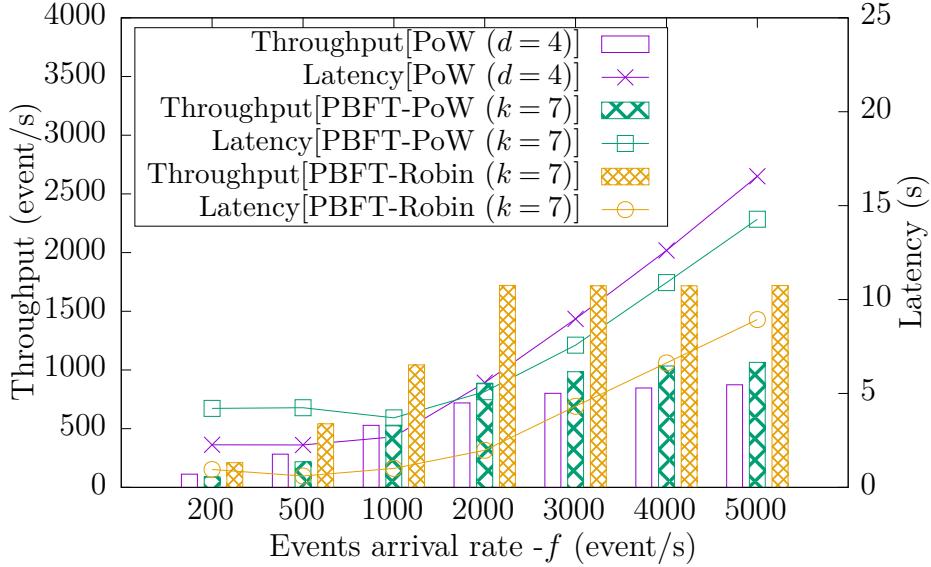 Throughput[PoW (d = 4)]
Latency[PoW (d = 4)]
Throughput[PBFT-PoW (k = 7)]
Latency[PBFT-PoW (k = 7)]
Throughput[PBFT-Robin (k = 7)]
Latency[PBFT-Robin (k = 7)]
Throughput (event/s)
4000
3500
3000
2500
2000
1500
1000
500
0
25
20
15
10
5
0
Latency (s)
200 500 1000 2000 3000 4000 5000
Events arrival rate -f (event/s)